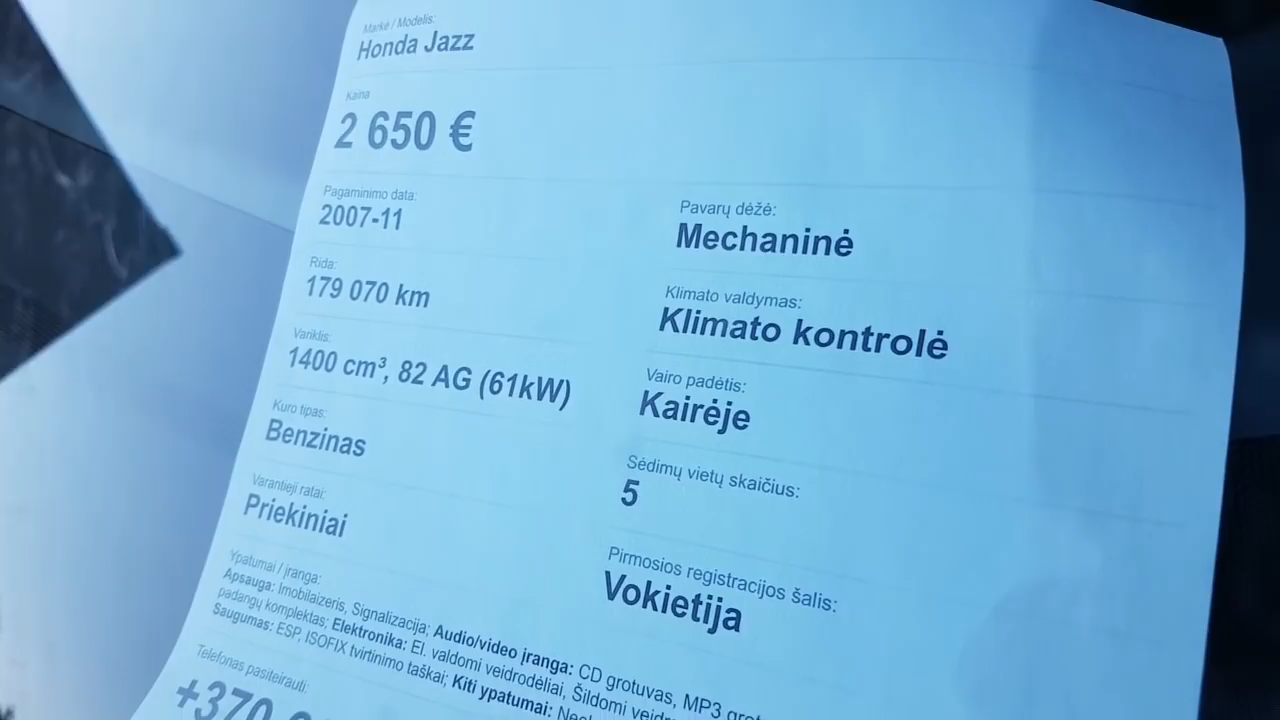 Markė / Modelis:
Honda Jazz
Kaina
2 650 €
Pagaminimo data:
2007-11
Rida:
179 070 km
Variklis:
1400 cm³, 82 AG (61kW)
Kuro tipas:
Benzinas
Varantieji ratai:
Priekiniai
Pavarų dėžė:
Mechaninė
Klimato valdymas:
Klimato kontrolė
Vairo padėtis:
Kairėje
Sėdimų vietų skaičius:
5
Pirmosios registracijos šalis:
Vokietija
Ypatumai / įranga:
Apsauga: Imobilaizeris, Signalizacija; Audio/video įranga: CD grotuvas, MP3
padangų komplektas; Elektronika: El. valdomi veidrodėliai, Šildomi
Saugumas: ESP, ISOFIX tvirtinimo taškai; Kiti ypatumai:
Telefonas pasiteirauti:
+370